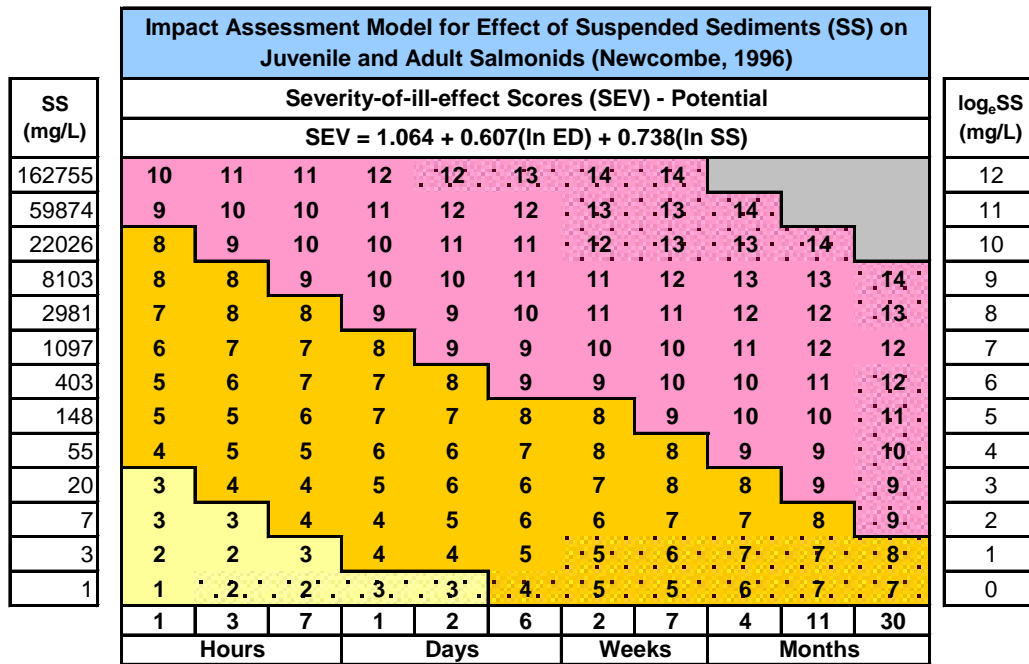 Impact Assessment Model for Effect of Suspended Sediments (SS) on
Juvenile and Adult Salmonids (Newcombe, 1996)
SS
(mg/L)
Severity-of-ill-effect Scores (SEV) - Potential
SEV = 1.064 + 0.607(ln ED) + 0.738(ln SS)
logeSS
(mg/L)
162755 10 11 11 12 12 13 14 14 12
59874 9 10 10 11 12 12 13 13 14 11
22026 8 9 10 10 11 11 12 13 13 14 10
8103 8 8 9 10 10 11 11 12 13 13 14 9
2981 7 8 8 9 9 10 11 11 12 12 13 8
1097 6 7 7 8 9 9 10 10 11 12 12 7
403 5 6 7 7 8 9 9 10 10 11 12 6
148 5 5 6 7 7 8 8 9 10 10 11 5
55 4 5 5 6 6 7 8 8 9 9 10 4
20 3 4 4 5 6 6 7 8 8 9 9 3
7 3 3 4 4 5 6 6 7 7 8 9 2
3 2 2 3 4 4 5 5 6 7 7 8 1
1 1 2 2 3 3 4 5 5 6 7 7 0
1 3 7 1 2 6 2 7 4 11 30
Hours Days Weeks Months